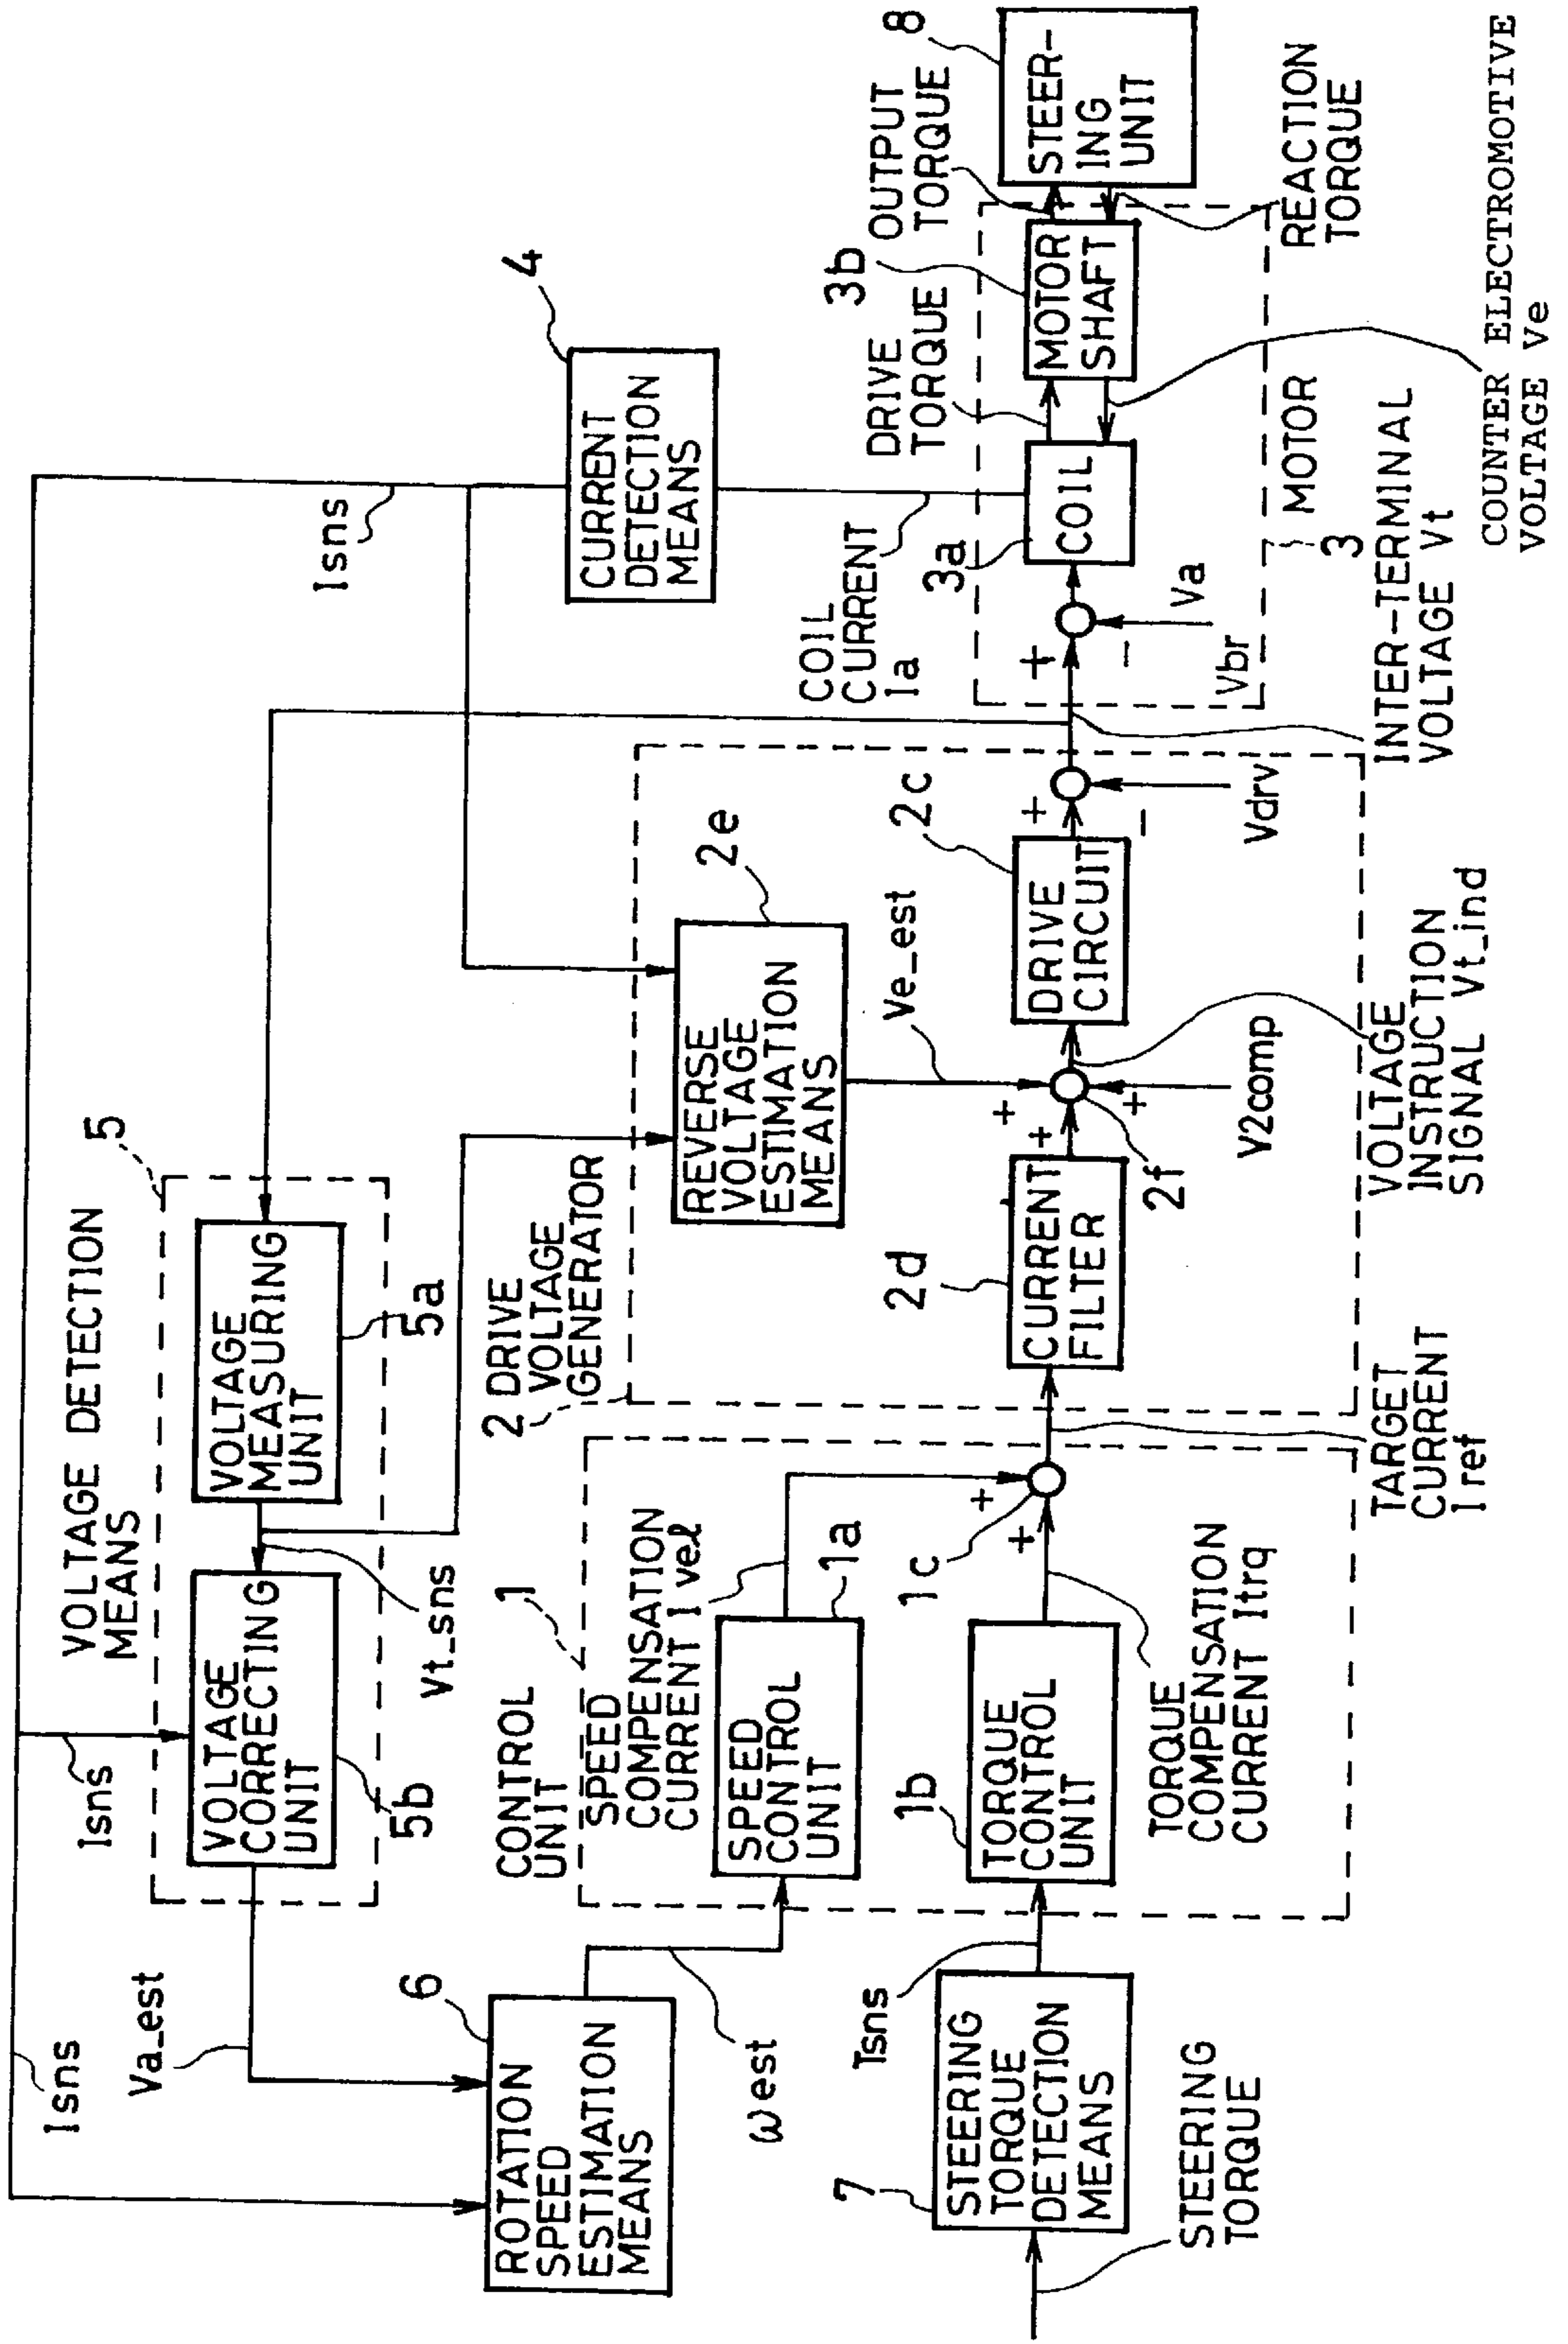 Isns
Isns
Isns
Va_est
6
ROTATION
SPEED
ESTIMATION
MEANS
ωest
VOLTAGE DETECTION
MEANS
5
VOLTAGE
CORRECTING
UNIT
5b
Vt_sns
VOLTAGE
MEASURING
UNIT
5a
4
CURRENT
DETECTION
MEANS
COIL
CURRENT
Ia
2 DRIVE
VOLTAGE
GENERATOR
REVERSE
VOLTAGE
ESTIMATION
MEANS
2e
Ve_est
CONTROL
UNIT
1
SPEED
COMPENSATION
CURRENT I vel
SPEED
CONTROL
UNIT
1a
1b
TORQUE
CONTROL
UNIT
TORQUE
COMPENSATION
CURRENT Itrq
1c
+
+
7
STEERING
TORQUE
DETECTION
MEANS
Tsns
STEERING
TORQUE
TARGET
CURRENT
I ref
2d
CURRENT
FILTER
2f
+
+
+
V2comp
VOLTAGE
INSTRUCTION
SIGNAL Vt_ind
2c
DRIVE
CIRCUIT
+
−
Vdrv
INTER-TERMINAL
VOLTAGE Vt
+
−
Vbr
Va
3a
COIL
3
MOTOR
DRIVE
TORQUE
3b
MOTOR
SHAFT
OUTPUT
TORQUE
8
STEER-
ING
UNIT
REACTION
TORQUE
COUNTER ELECTROMOTIVE
VOLTAGE Ve